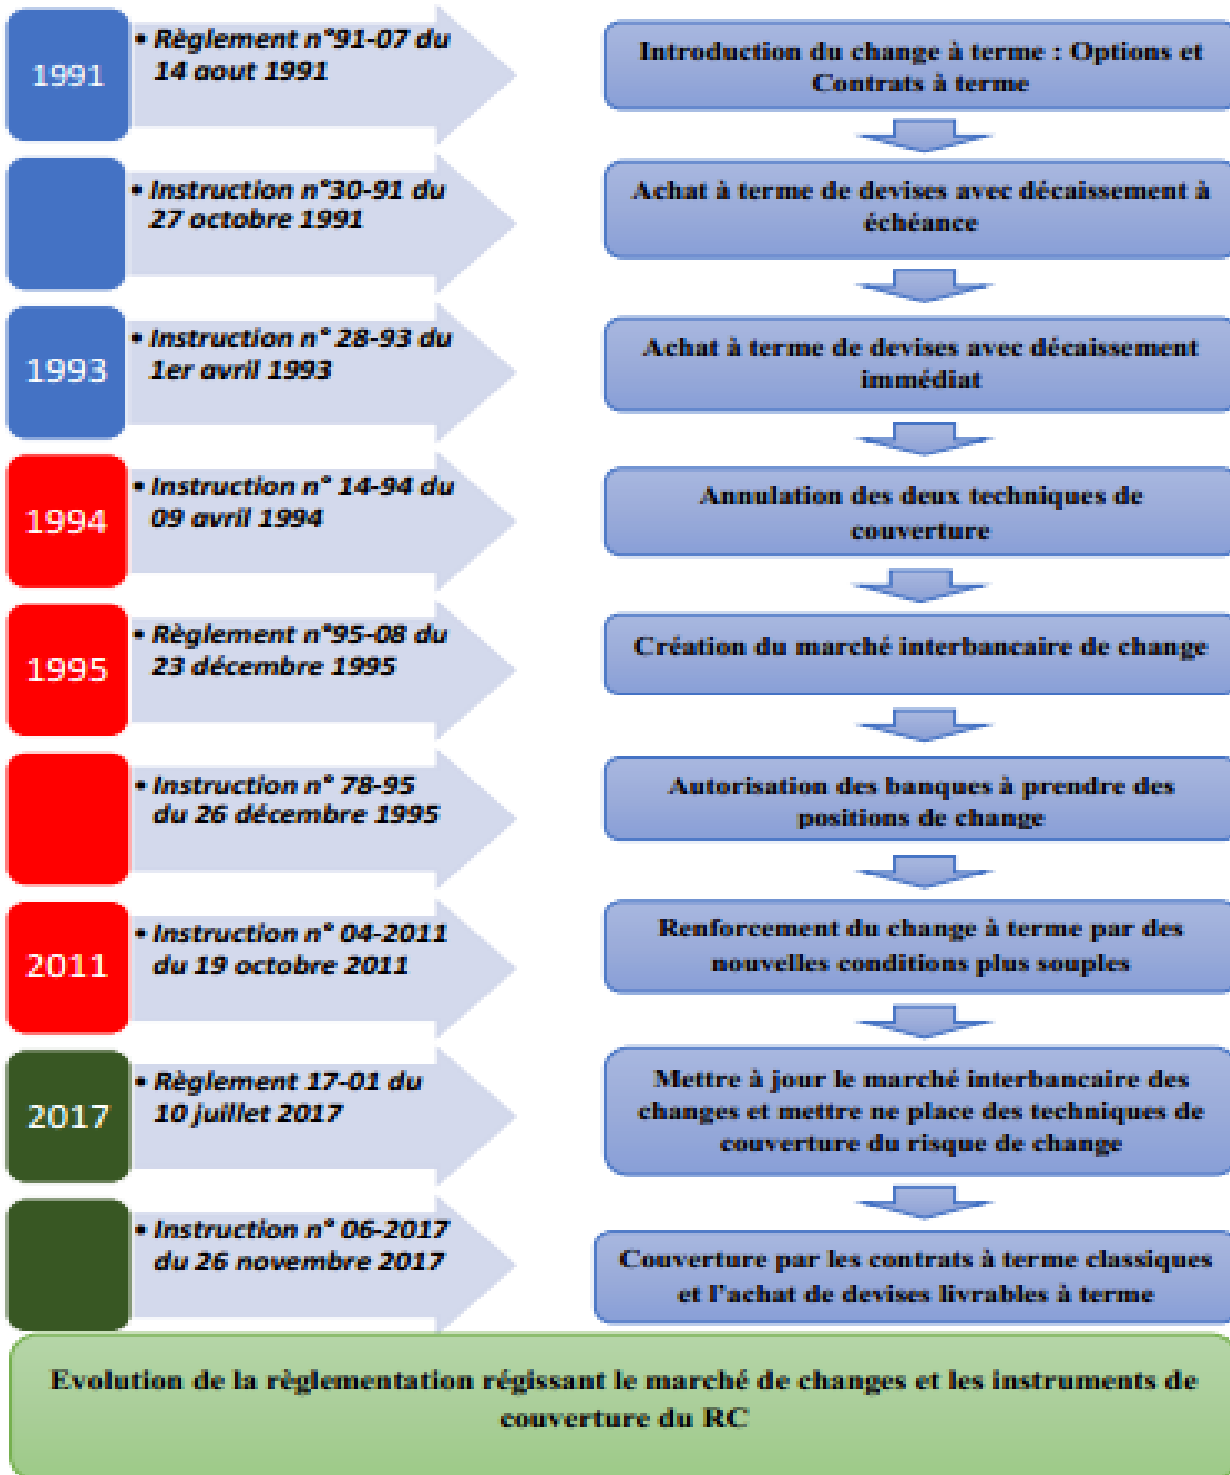 1991
• Règlement n°91-07 du
14 aout 1991
Introduction du change à terme : Options et
Contrats à terme
• Instruction n°30-91 du
27 octobre 1991
Achat à terme de devises avec décaissement à
échéance
1993
• Instruction n° 28-93 du
1er avril 1993
Achat à terme de devises avec décaissement
immédiat
1994
• Instruction n° 14-94 du
09 avril 1994
Annulation des deux techniques de
couverture
1995
• Règlement n°95-08 du
23 décembre 1995
Création du marché interbancaire de change
• Instruction n° 78-95
du 26 décembre 1995
Autorisation des banques à prendre des
positions de change
2011
• Instruction n° 04-2011
du 19 octobre 2011
Renforcement du change à terme par des
nouvelles conditions plus souples
2017
• Règlement 17-01 du
10 juillet 2017
Mettre à jour le marché interbancaire des
changes et mettre ne place des techniques de
couverture du risque de change
• Instruction n° 06-2017
du 26 novembre 2017
Couverture par les contrats à terme classiques
et l'achat de devises livrables à terme
Evolution de la règlementation régissant le marché de changes et les instruments de
couverture du RC